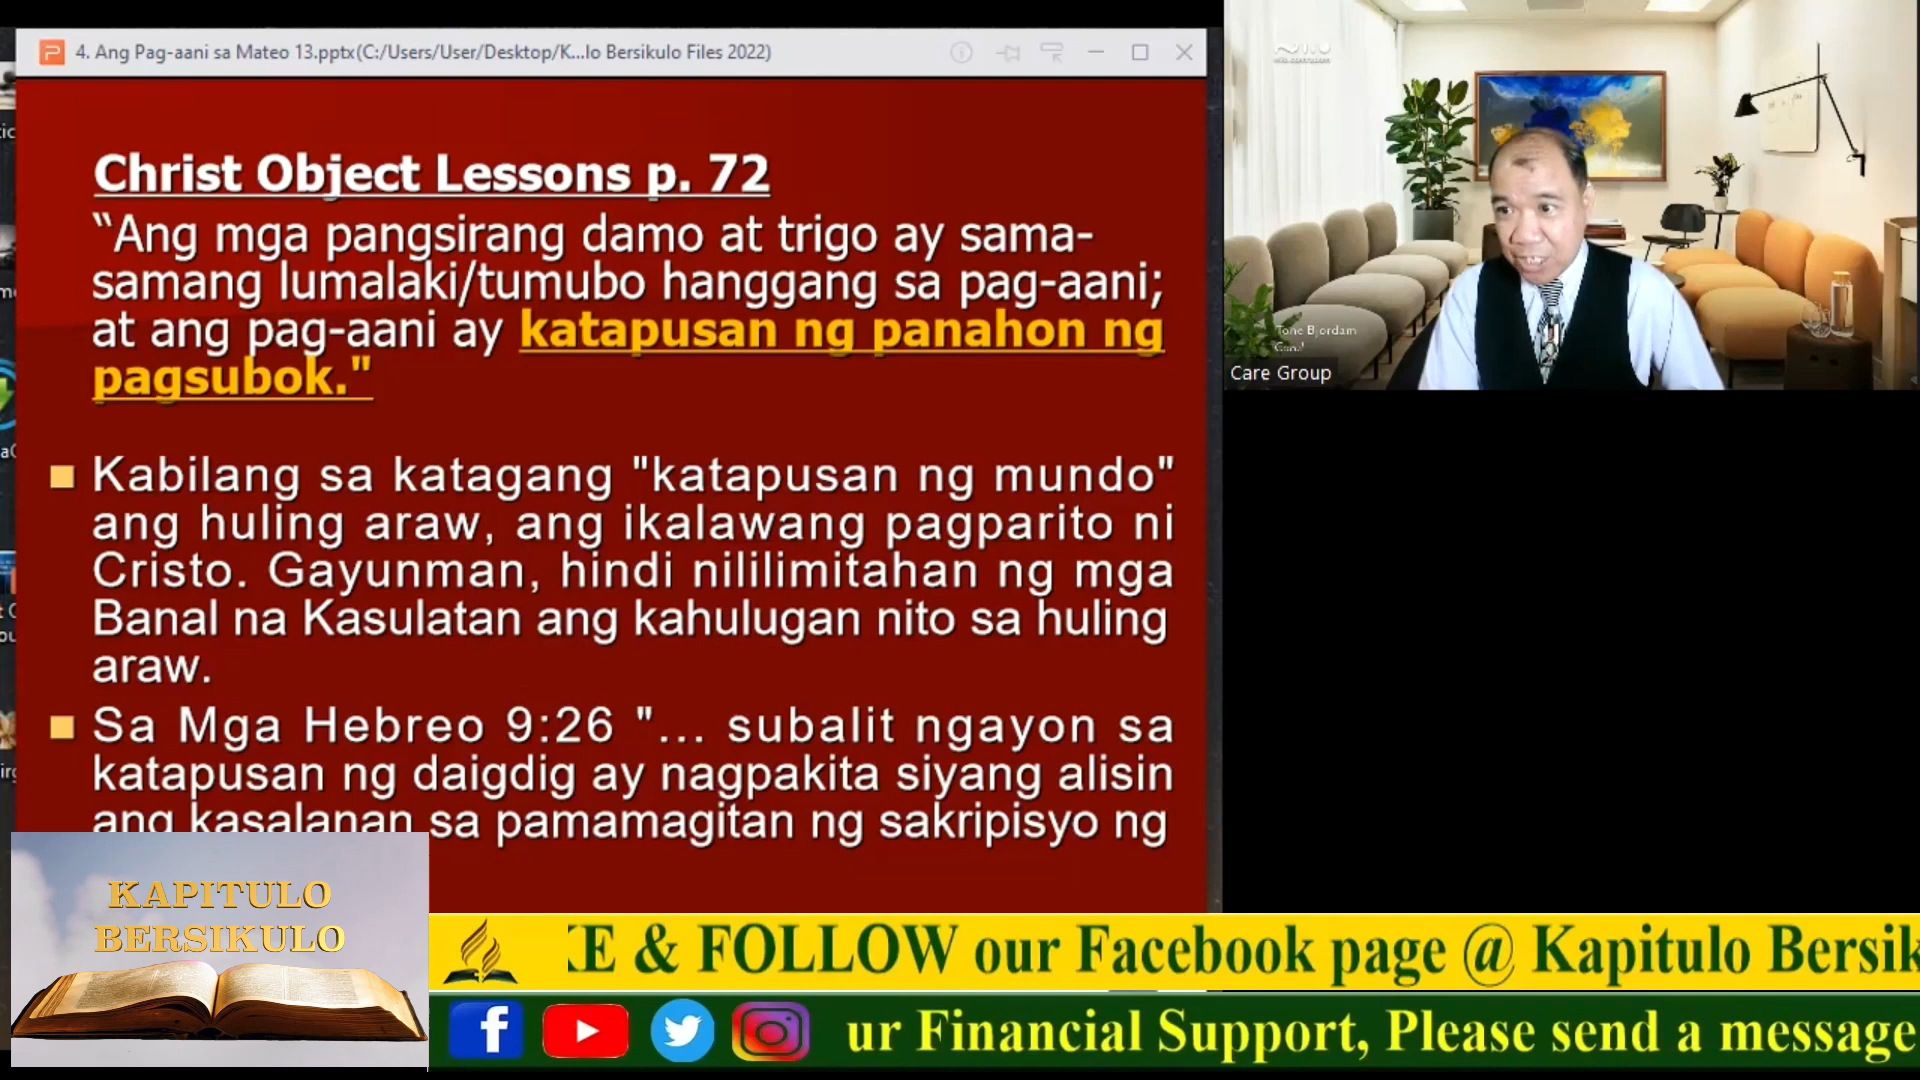 4. Ang Pag-aani sa Mateo 13.pptx(C:/Users/User/Desktop/K...lo Bersikulo Files 2022)
Christ Object Lessons p. 72
“Ang mga pangsirang damo at trigo ay sama-
samang lumalaki/tumubo hanggang sa pag-aani;
at ang pag-aani ay katapusan ng panahon ng
pagsubok."
Kabilang sa katagang "katapusan ng mundo"
ang huling araw, ang ikalawang pagparito ni
Cristo. Gayunman, hindi nililimitahan ng mga
Banal na Kasulatan ang kahulugan nito sa huling
araw.
Sa Mga Hebreo 9:26 "... subalit ngayon sa
katapusan ng daigdig ay nagpakita siyang alisin
ang kasalanan sa pamamagitan ng sakripisyo ng
Tone Bjordam
Care Group
KAPITULO
BERSIKULO
KE & FOLLOW our Facebook page @ Kapitulo Bersik
ur Financial Support, Please send a message